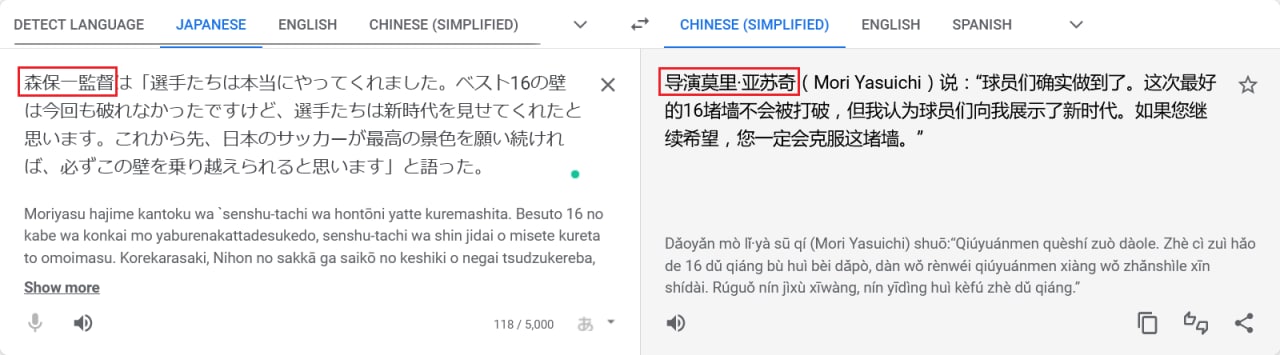 DETECT LANGUAGE JAPANESE ENGLISH CHINESE (SIMPLIFIED)
CHINESE (SIMPLIFIED) ENGLISH SPANISH
森保一監督は「選手たちは本当にやってくれました。ベスト16の壁
は今回も破れなかったですけど、選手たちは新時代を見せてくれたと
思います。これから先、日本のサッカーが最高の景色を願い続けれ
ば、必ずこの壁を乗り越えられると思います」と語った。
Moriyasu hajime kantoku wa `senshu-tachi wa hontōni yatte kuremashita. Besuto 16 no
kabe wa konkai mo yaburenakattadesukedo, senshu-tachi wa shin jidai o misete kureta
to omoimasu. Korekarasaki, Nihon no sakkā ga saikō no keshiki o negai tsudzukereba,
Show more
118 / 5,000
あ
导演莫里·亚苏奇（Mori Yasuichi）说：“球员们确实做到了。这次最好
的16堵墙不会被打破，但我认为球员们向我展示了新时代。如果您继
续希望，您一定会克服这堵墙。”
Dǎoyǎn mò lǐ·yà sū qí (Mori Yasuichi) shuō:“Qiúyuánmen quèshí zuò dàole. Zhè cì zuì hǎo
de 16 dǔ qiáng bù huì bèi dǎpò, dàn wǒ rènwéi qiúyuánmen xiàng wǒ zhǎnshìle xīn
shídài. Rúguǒ nín jìxù xīwàng, nín yīdìng huì kèfú zhè dǔ qiáng.”